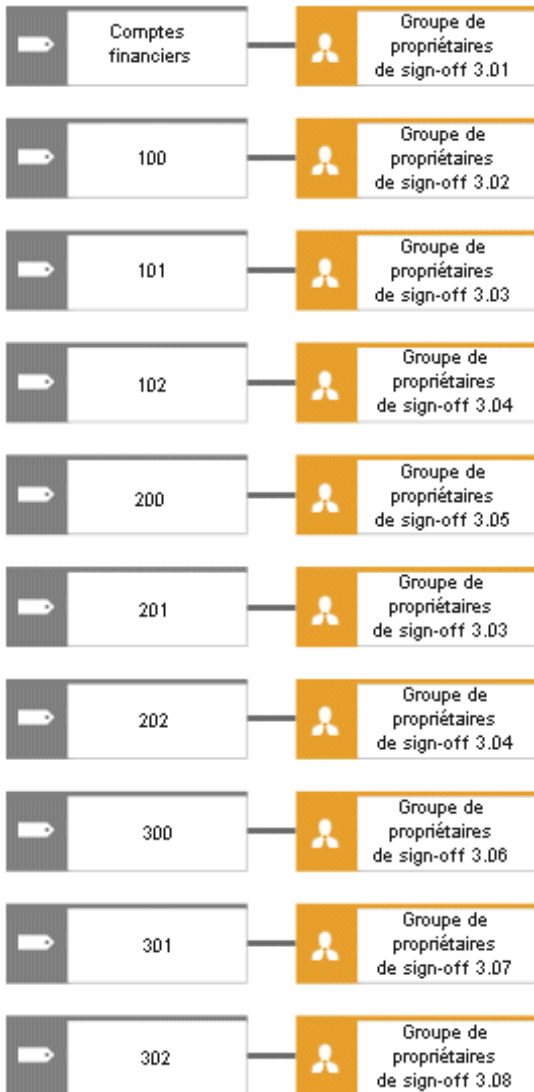 Comptes
financiers
Groupe de
propriétaires
de sign-off 3.01
100
Groupe de
propriétaires
de sign-off 3.02
101
Groupe de
propriétaires
de sign-off 3.03
102
Groupe de
propriétaires
de sign-off 3.04
200
Groupe de
propriétaires
de sign-off 3.05
201
Groupe de
propriétaires
de sign-off 3.03
202
Groupe de
propriétaires
de sign-off 3.04
300
Groupe de
propriétaires
de sign-off 3.06
301
Groupe de
propriétaires
de sign-off 3.07
302
Groupe de
propriétaires
de sign-off 3.08